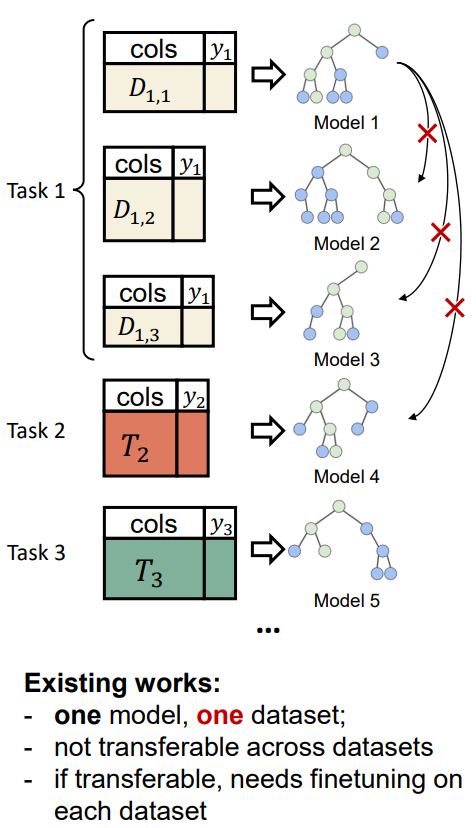 cols y₁
D₁,₁
Model 1
Task 1
cols y₁
D₁,₂
Model 2
cols y₁
D₁,₃
Model 3
Task 2
cols y₂
T₂
Model 4
Task 3
cols y₃
T₃
Model 5
...
Existing works:
- one model, one dataset;
- not transferable across datasets
- if transferable, needs finetuning on
each dataset